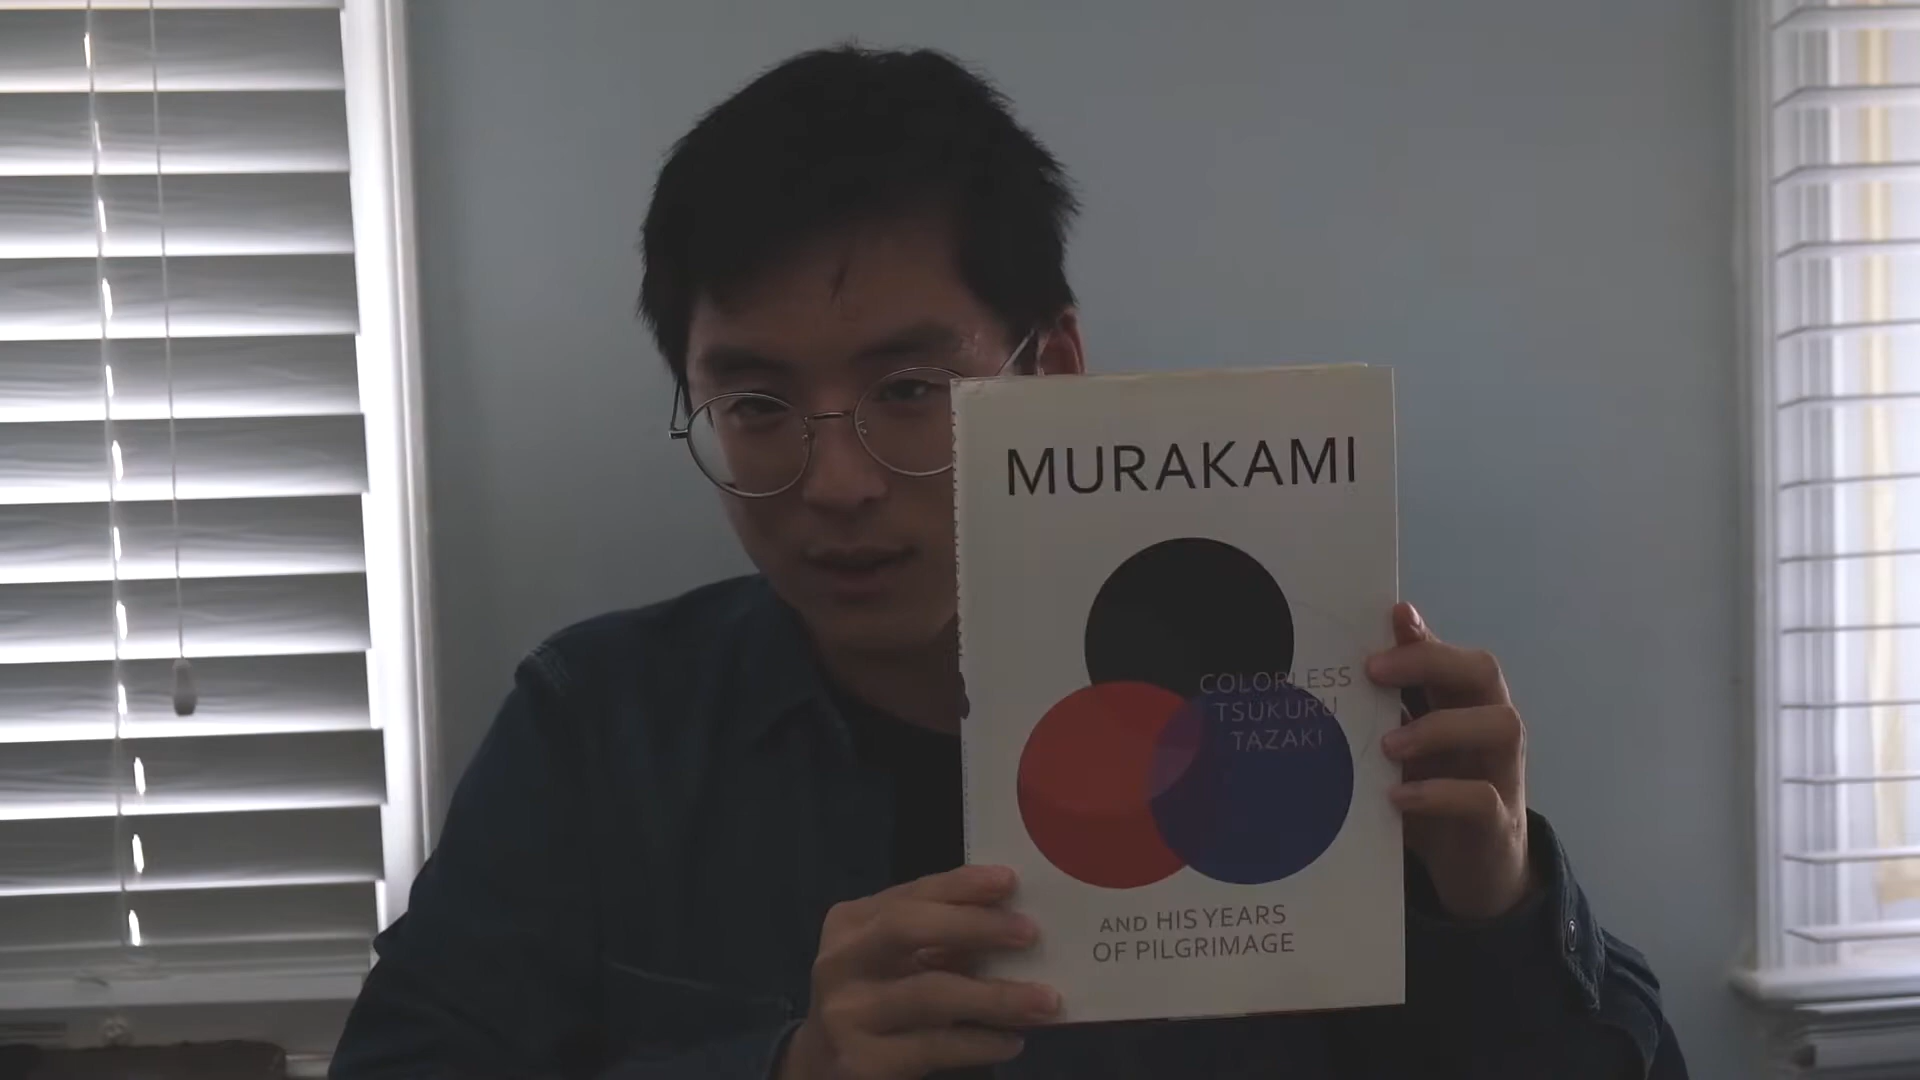 MURAKAMI
COLORLESS
TSUKURU
TAZAKI
AND HIS YEARS
OF PILGRIMAGE